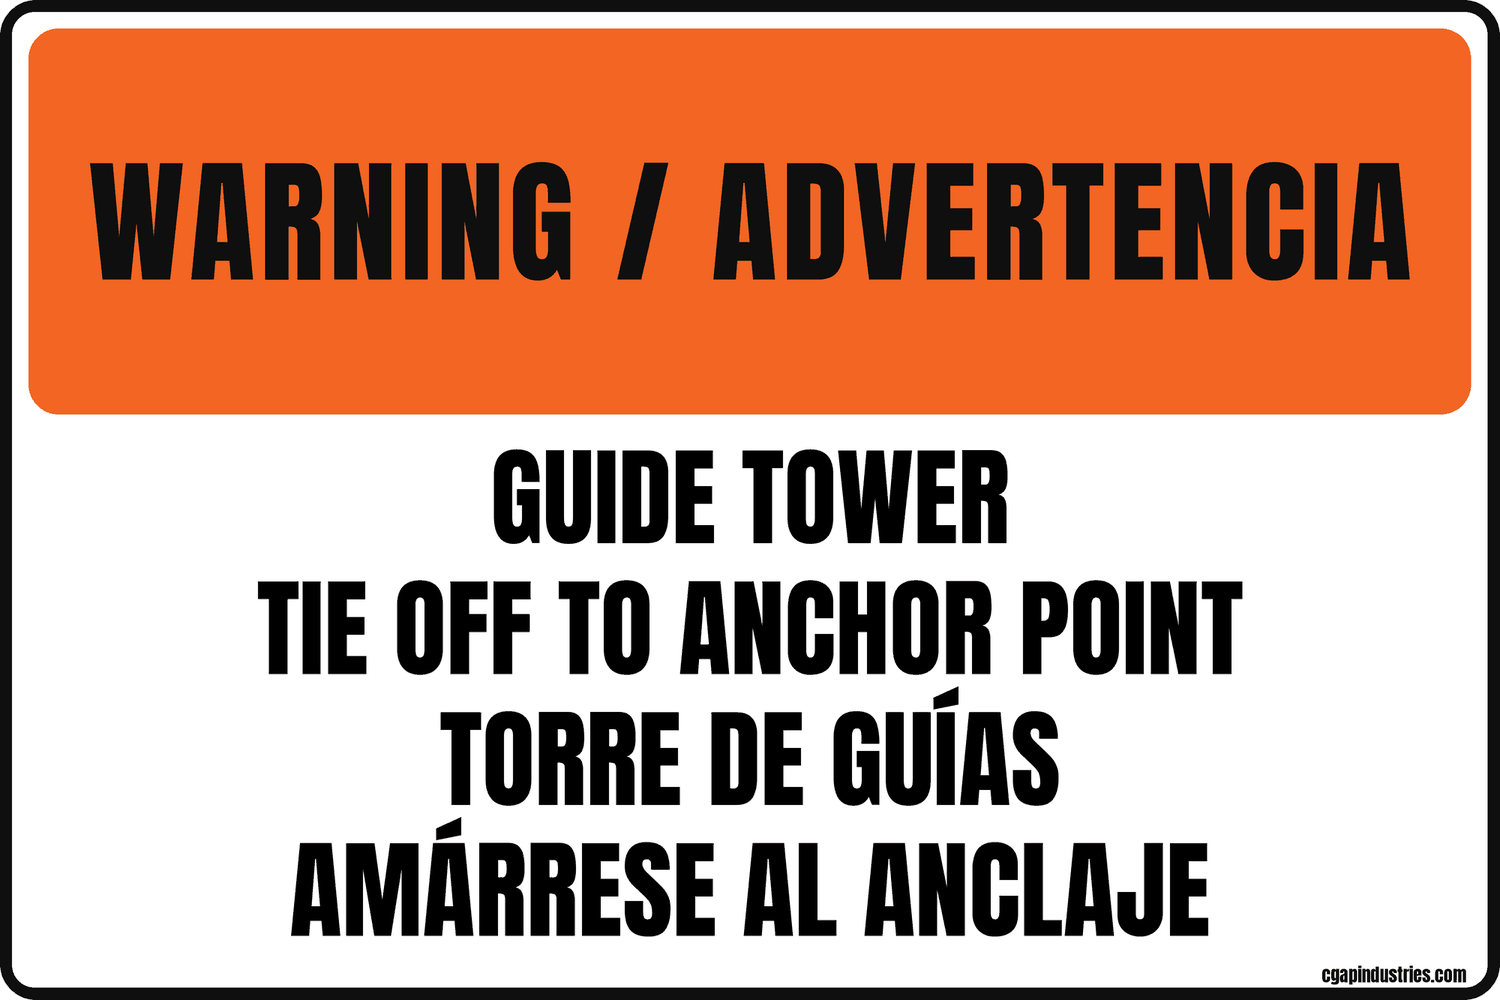 WARNING / ADVERTENCIA
GUIDE TOWER
TIE OFF TO ANCHOR POINT
TORRE DE GUÍAS
AMÁRRESE AL ANCLAJE
cgapindustries.com